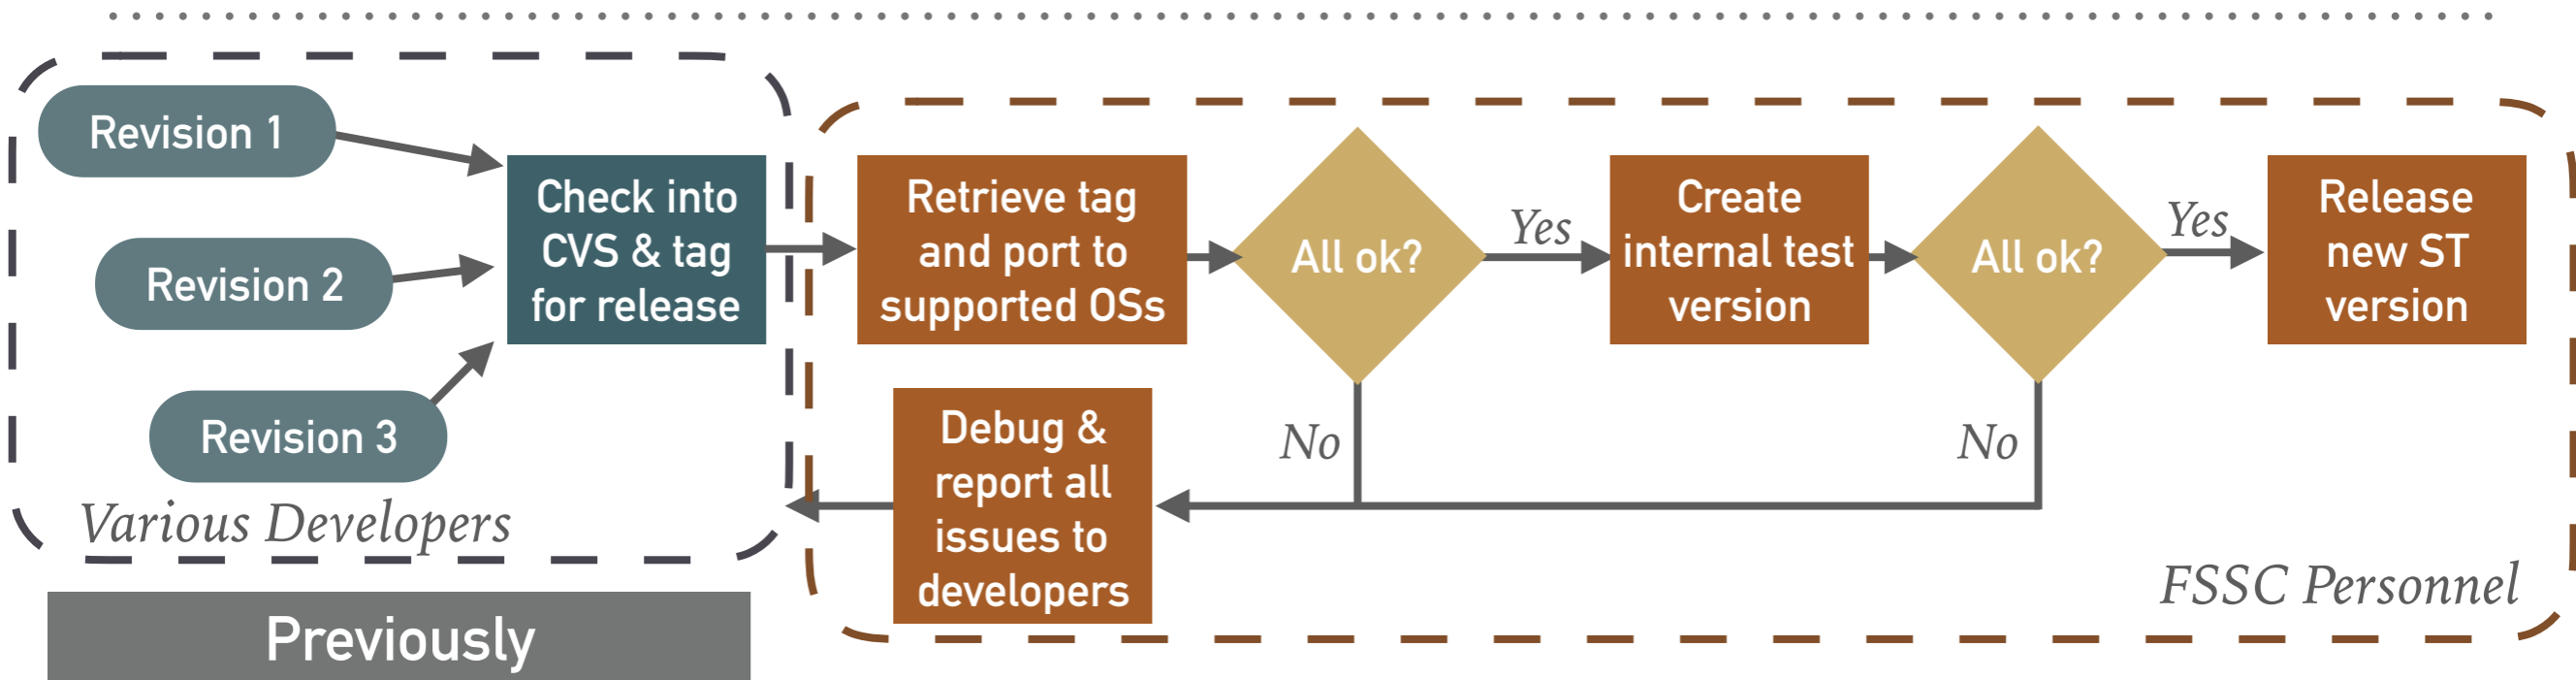 Revision 1
Revision 2
Revision 3
Various Developers
Check into
CVS & tag
for release
Retrieve tag
and port to
supported OSs
All ok?
Yes
No
Create
internal test
version
All ok?
Yes
No
Release
new ST
version
Debug &
report all
issues to
developers
FSSC Personnel
Previously